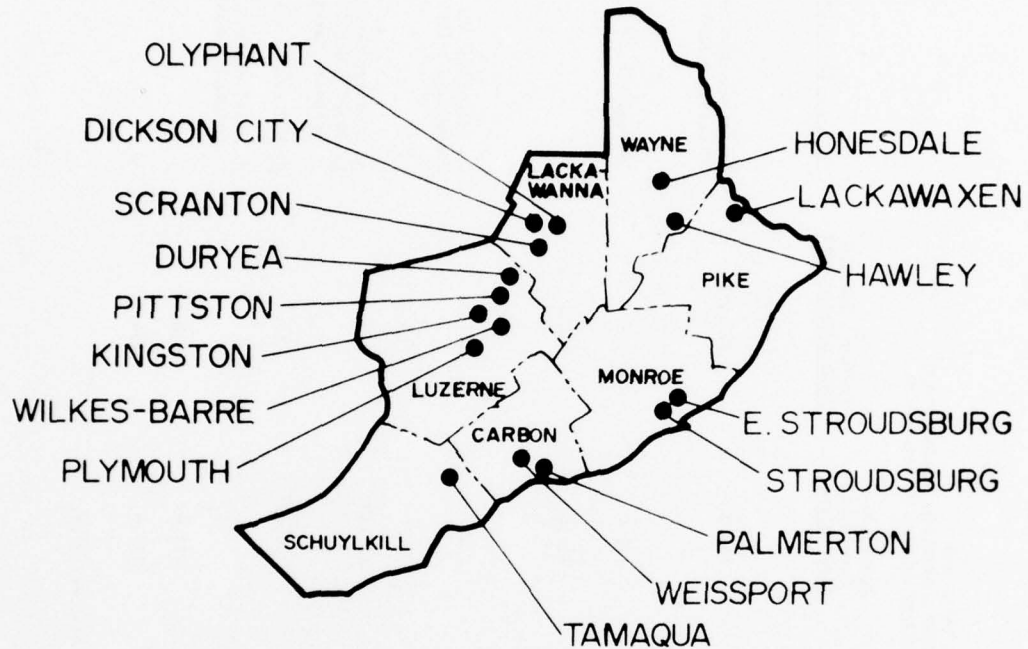 OLYPHANT
DICKSON CITY
SCRANTON
DURYEA
PITTSTON
KINGSTON
WILKES-BARRE
PLYMOUTH
WAYNE
LACKA-
WANNA
PIKE
LUZERNE
MONROE
CARBON
SCHUYLKILL
HONESDALE
LACKAWAXEN
HAWLEY
E. STROUDSBURG
STROUDSBURG
PALMERTON
WEISSPORT
TAMAQUA